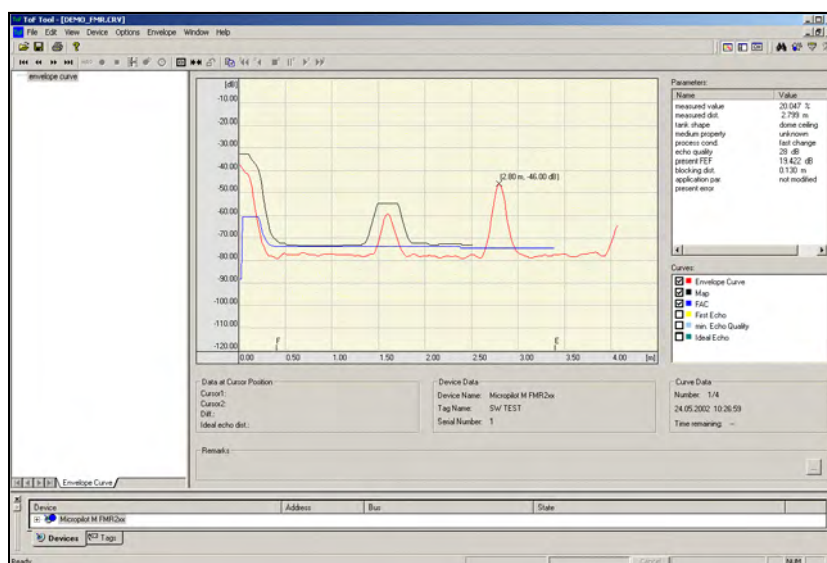 ToF Tool - [DEMO_FMR.CRV]
File Edit View Device Options Envelope Window Help
envelope curve
[dB]
-10.00
-20.00
-30.00
-40.00
-50.00
-60.00
-70.00
-80.00
-90.00
-100.00
-110.00
-120.00
(2.80 m, -46.00 dB)
F
E
0.00 0.50 1.00 1.50 2.00 2.50 3.00 3.50 4.00 [m]
Parameters:
Name Value
measured value 20.047 %
measured dist. 2.799 m
tank shape dome ceiling
medium property unknown
process cond. fast change
echo quality 28 dB
present FEF 19.422 dB
blocking dist. 0.130 m
application par. not modified
present error
Curves:
Envelope Curve
Map
FAC
First Echo
min. Echo Quality
Ideal Echo
Data at Cursor Position
Cursor1:
Cursor2:
Diff.:
Ideal echo dist.:
Device Data
Device Name: Micropilot M FMR2xx
Tag Name: SW TEST
Serial Number: 1
Curve Data
Number: 1/4
24.05.2002 10:26:59
Time remaining: --
Remarks
...
Envelope Curve
Device Address Bus State
Micropilot M FMR2xx
Devices Tags
Ready
Cancel
NUM